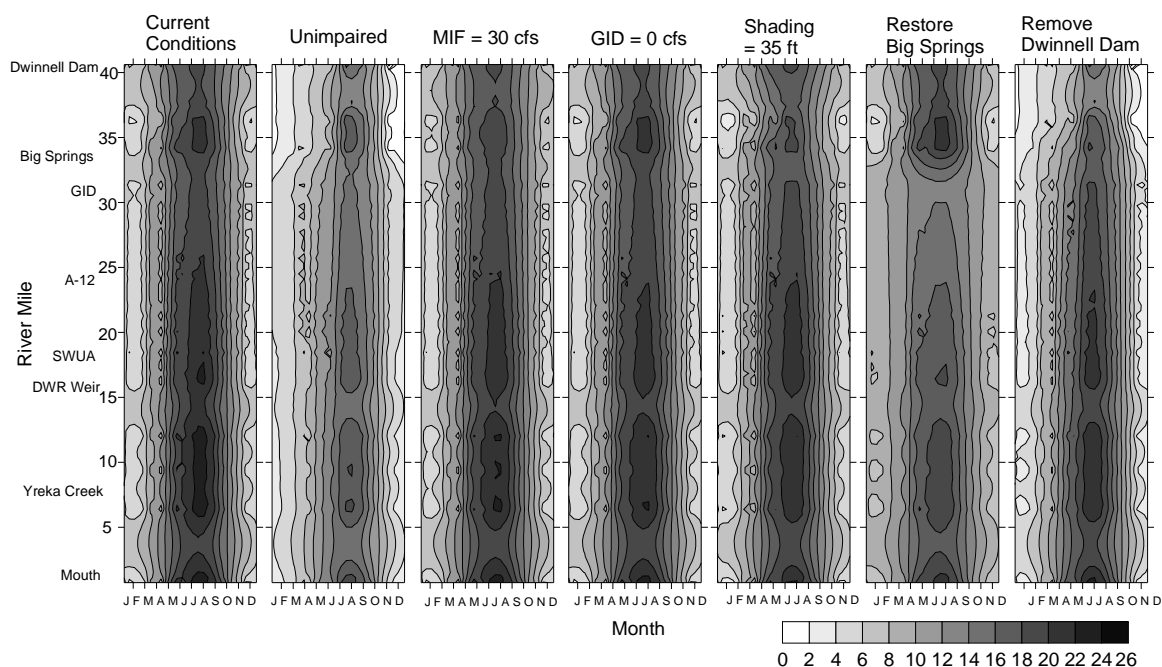 Current
Conditions
Unimpaired
MIF = 30 cfs
GID = 0 cfs
Shading
= 35 ft
Restore
Big Springs
Remove
Dwinnell Dam
Dwinnell Dam
40
35
Big Springs
GID
30
A-12
25
River Mile
20
SWUA
DWR Weir
15
10
Yreka Creek
5
Mouth
J F M A M J J A S O N D
J F M A M J J A S O N D
J F M A M J J A S O N D
J F M A M J J A S O N D
J F M A M J J A S O N D
J F M A M J J A S O N D
J F M A M J J A S O N D
Month
0 2 4 6 8 10 12 14 16 18 20 22 24 26